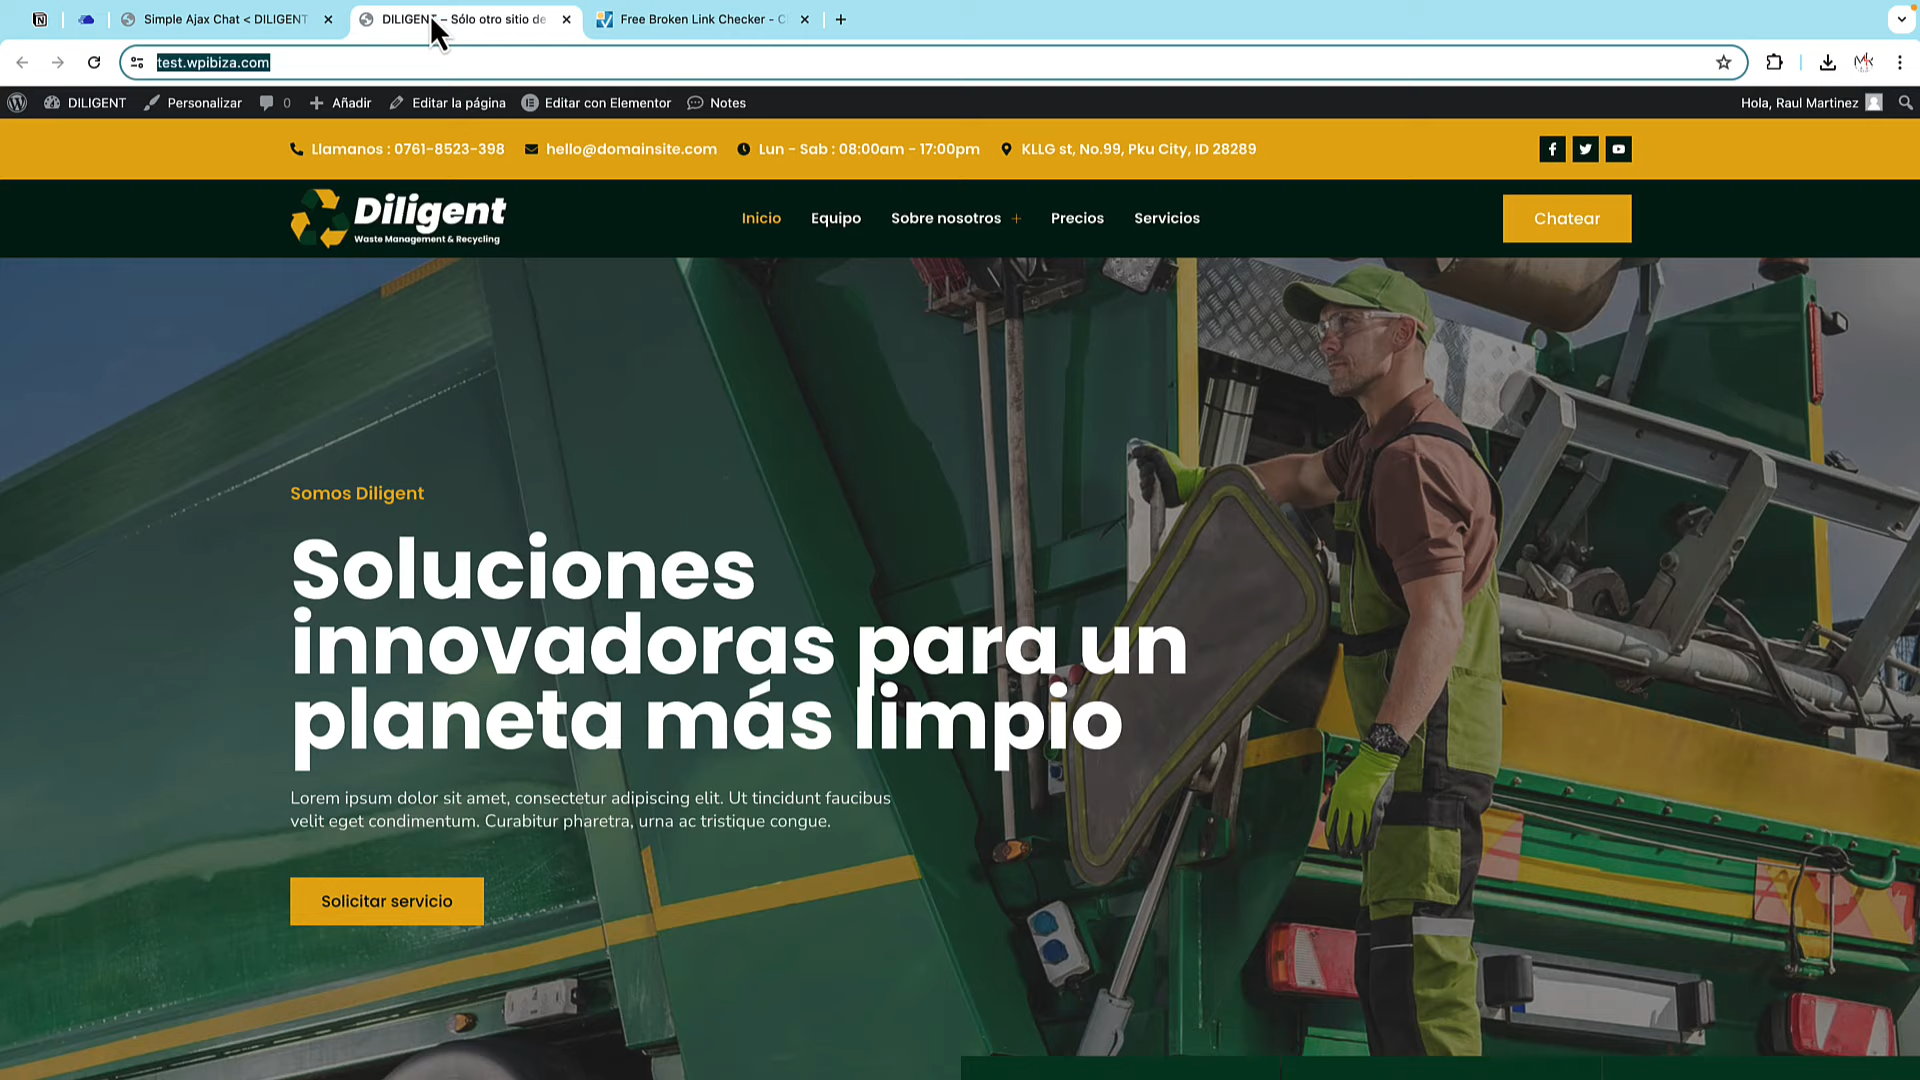 Simple Ajax Chat < DILIGENT
DILIGENT – Sólo otro sitio de
Free Broken Link Checker - C
test.wpibiza.com
DILIGENT
Personalizar
0
Añadir
Editar la página
Editar con Elementor
Notes
Hola, Raul Martinez
Llamanos : 0761-8523-398
hello@domainsite.com
Lun - Sab : 08:00am - 17:00pm
KLLG st, No.99, Pku City, ID 28289
Diligent
Waste Management & Recycling
Inicio
Equipo
Sobre nosotros +
Precios
Servicios
Chatear
Somos Diligent
Soluciones
innovadoras para un
planeta más limpio
Lorem ipsum dolor sit amet, consectetur adipiscing elit. Ut tincidunt faucibus
velit eget condimentum. Curabitur pharetra, urna ac tristique congue.
Solicitar servicio